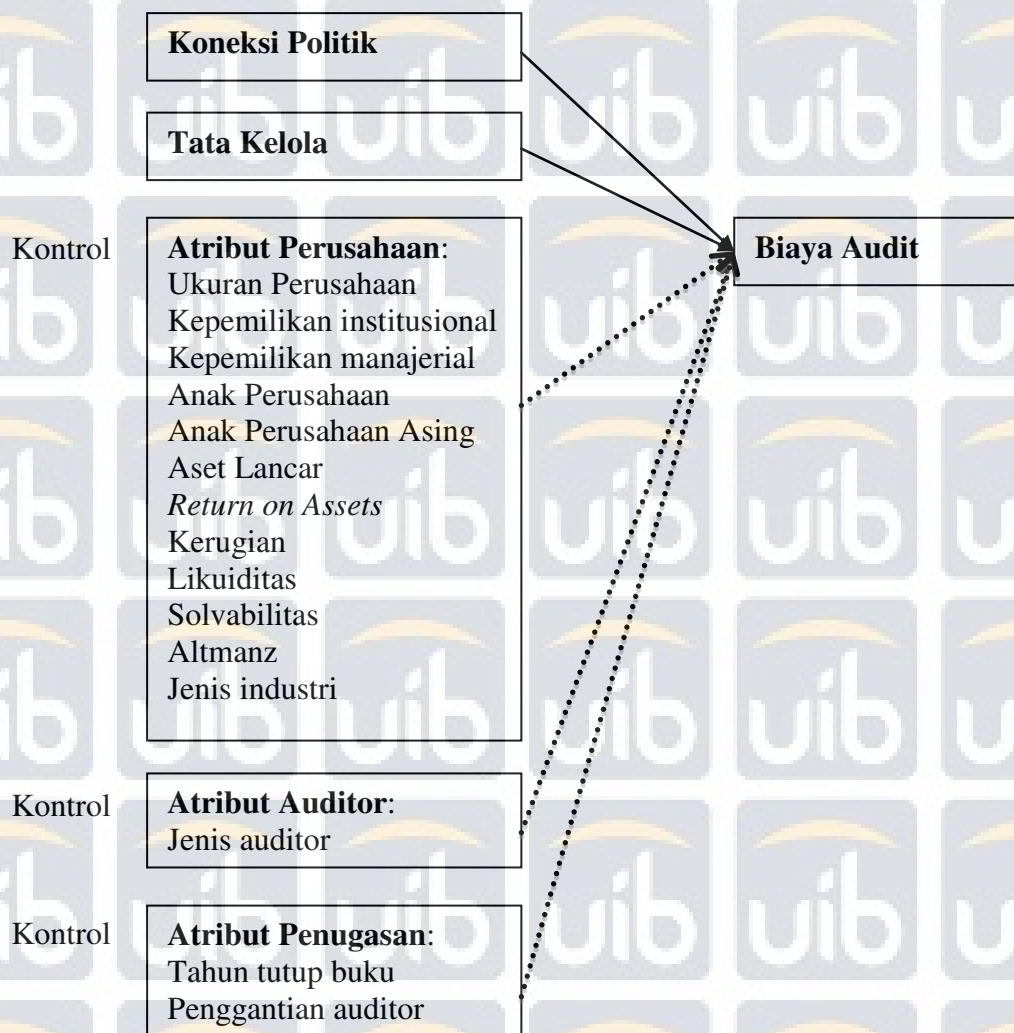 Koneksi Politik
Tata Kelola
Kontrol
Atribut Perusahaan:
Ukuran Perusahaan
Kepemilikan institusional
Kepemilikan manajerial
Anak Perusahaan
Anak Perusahaan Asing
Aset Lancar
Return on Assets
Kerugian
Likuiditas
Solvabilitas
Altmanz
Jenis industri
Biaya Audit
Kontrol
Atribut Auditor:
Jenis auditor
Kontrol
Atribut Penugasan:
Tahun tutup buku
Penggantian auditor
uib